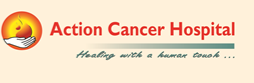 Action Cancer Hospital
Healing with a human touch ...